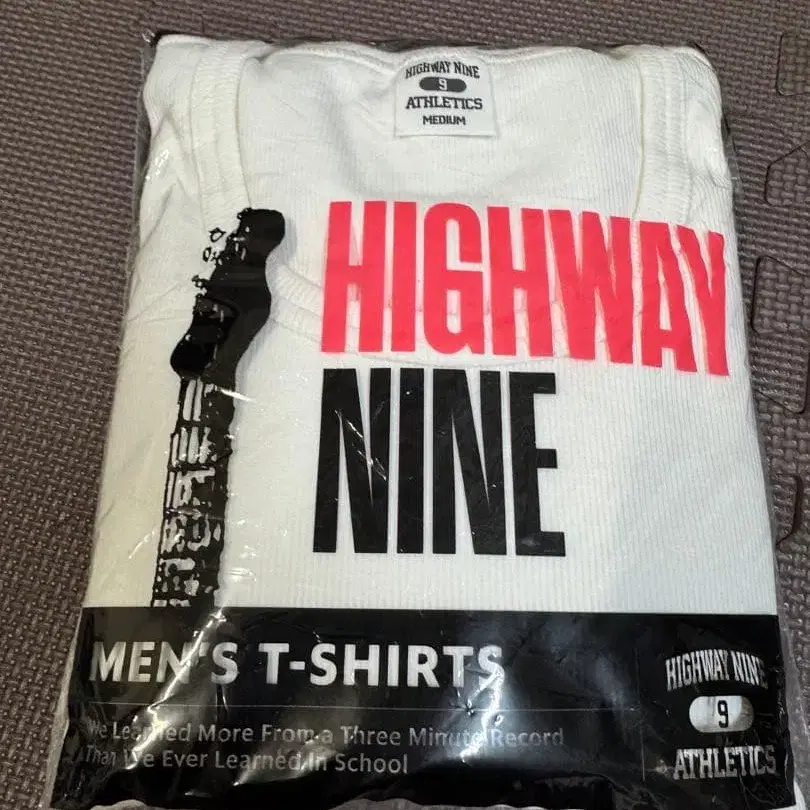 HIGHWAY NINE
9
ATHLETICS
MEDIUM
HIGHWAY
NINE
MEN'S T-SHIRTS
We Learned More From a Three Minute Record
Than We Ever Learned In School
HIGHWAY NINE
9
ATHLETICS